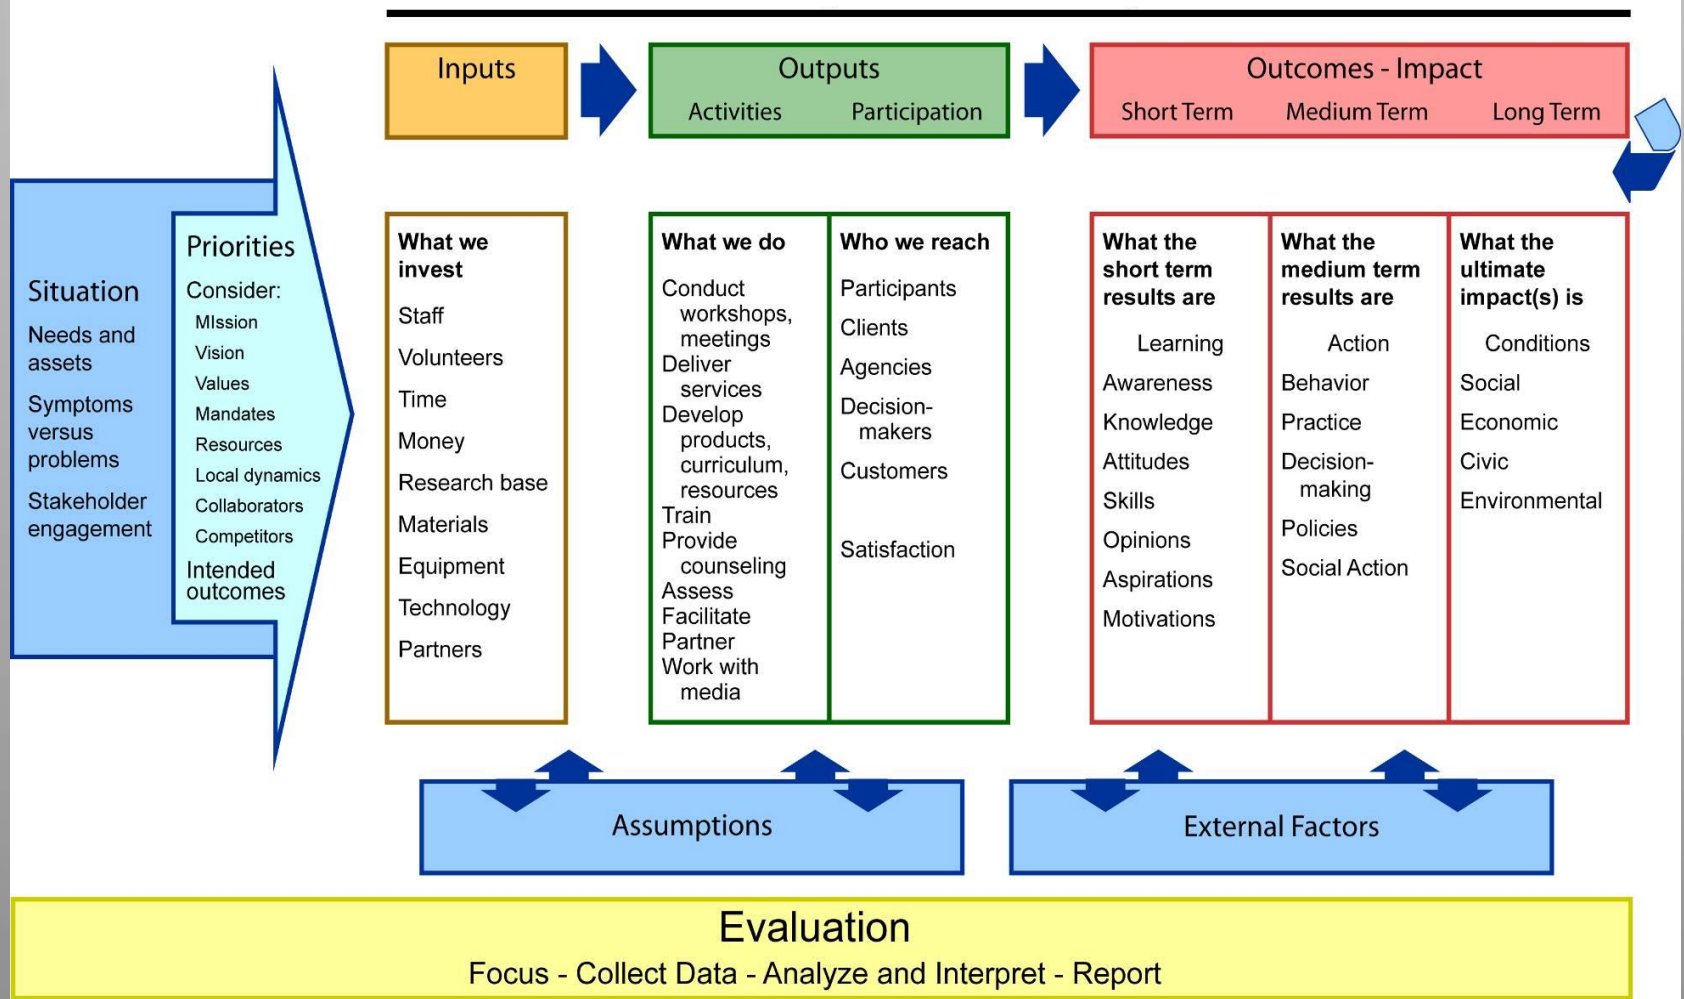 Inputs
Outputs
Activities Participation
Outcomes - Impact
Short Term Medium Term Long Term
Situation
Needs and
assets
Symptoms
versus
problems
Stakeholder
engagement
Priorities
Consider:
MIssion
Vision
Values
Mandates
Resources
Local dynamics
Collaborators
Competitors
Intended
outcomes
What we
invest
Staff
Volunteers
Time
Money
Research base
Materials
Equipment
Technology
Partners
What we do
Conduct
workshops,
meetings
Deliver
services
Develop
products,
curriculum,
resources
Train
Provide
counseling
Assess
Facilitate
Partner
Work with
media
Who we reach
Participants
Clients
Agencies
Decision-
makers
Customers
Satisfaction
What the
short term
results are
Learning
Awareness
Knowledge
Attitudes
Skills
Opinions
Aspirations
Motivations
What the
medium term
results are
Action
Behavior
Practice
Decision-
making
Policies
Social Action
What the
ultimate
impact(s) is
Conditions
Social
Economic
Civic
Environmental
Assumptions
External Factors
Evaluation
Focus - Collect Data - Analyze and Interpret - Report